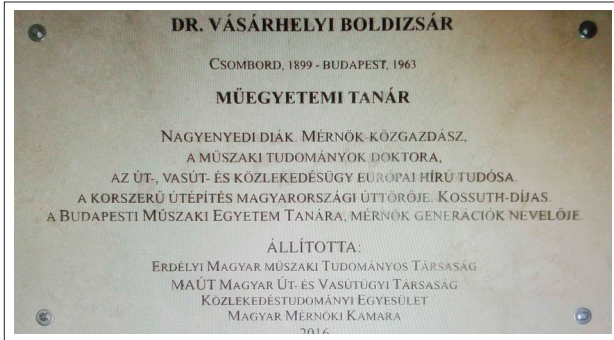 DR. VÁSÁRHELYI BOLDIZSÁR
CSOMBORD, 1899 - BUDAPEST, 1963
MŰEGYETEMI TANÁR
NAGYENYEDI DIÁK. MÉRNÖK-KÖZGAZDÁSZ,
A MŰSZAKI TUDOMÁNYOK DOKTORA,
AZ ÚT-, VASÚT- ÉS KÖZLEKEDÉSÜGY EURÓPAI HÍRŰ TUDÓSA.
A KORSZERŰ ÚTÉPÍTÉS MAGYARORSZÁGI ÚTTÖRŐJE. KOSSUTH-DÍJAS.
A BUDAPESTI MŰSZAKI EGYETEM TANÁRA, MÉRNÖK GENERÁCIÓK NEVELŐJE.
ÁLLÍTOTTA:
ERDÉLYI MAGYAR MŰSZAKI TUDOMÁNYOS TÁRSASÁG
MAÚT MAGYAR ÚT- ÉS VASÚTÜGYI TÁRSASÁG
KÖZLEKEDÉSTUDOMÁNYI EGYESÜLET
MAGYAR MÉRNÖKI KAMARA
2016